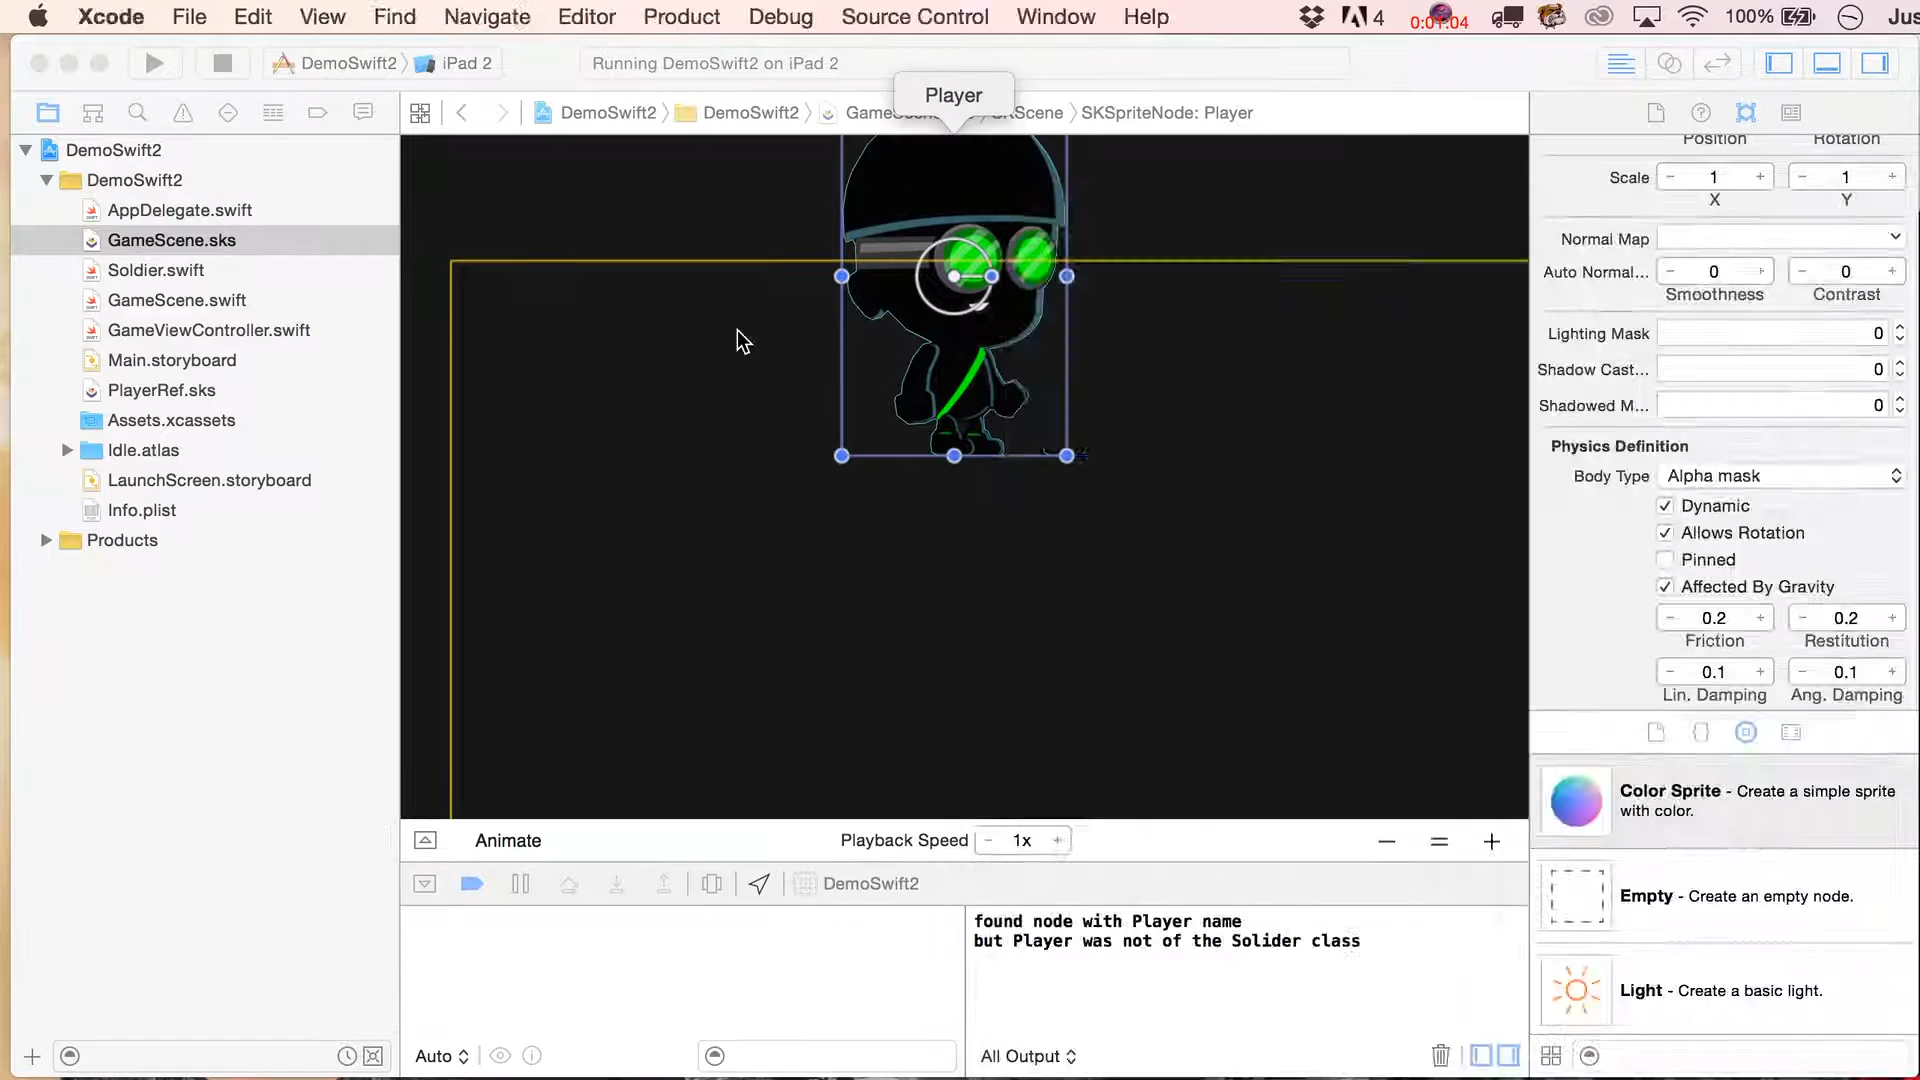 Xcode File Edit View Find Navigate Editor Product Debug Source Control Window Help 4 0:01:04 100% Jus
DemoSwift2 iPad 2 Running DemoSwift2 on iPad 2
Player
DemoSwift2 DemoSwift2 SKSpriteNode: Player
DemoSwift2
DemoSwift2
AppDelegate.swift
GameScene.sks
Soldier.swift
GameScene.swift
GameViewController.swift
Main.storyboard
PlayerRef.sks
Assets.xcassets
Idle.atlas
LaunchScreen.storyboard
Info.plist
Products
Position Rotation
Scale 1 1
X Y
Normal Map
Auto Normal... 0 0
Smoothness Contrast
Lighting Mask 0
Shadow Cast... 0
Shadowed M... 0
Physics Definition
Body Type Alpha mask
Dynamic
Allows Rotation
Pinned
Affected By Gravity
0.2 0.2
Friction Restitution
0.1 0.1
Lin. Damping Ang. Damping
Color Sprite - Create a simple sprite
with color.
Empty - Create an empty node.
Light - Create a basic light.
Animate Playback Speed 1x
DemoSwift2
found node with Player name
but Player was not of the Solider class
Auto All Output